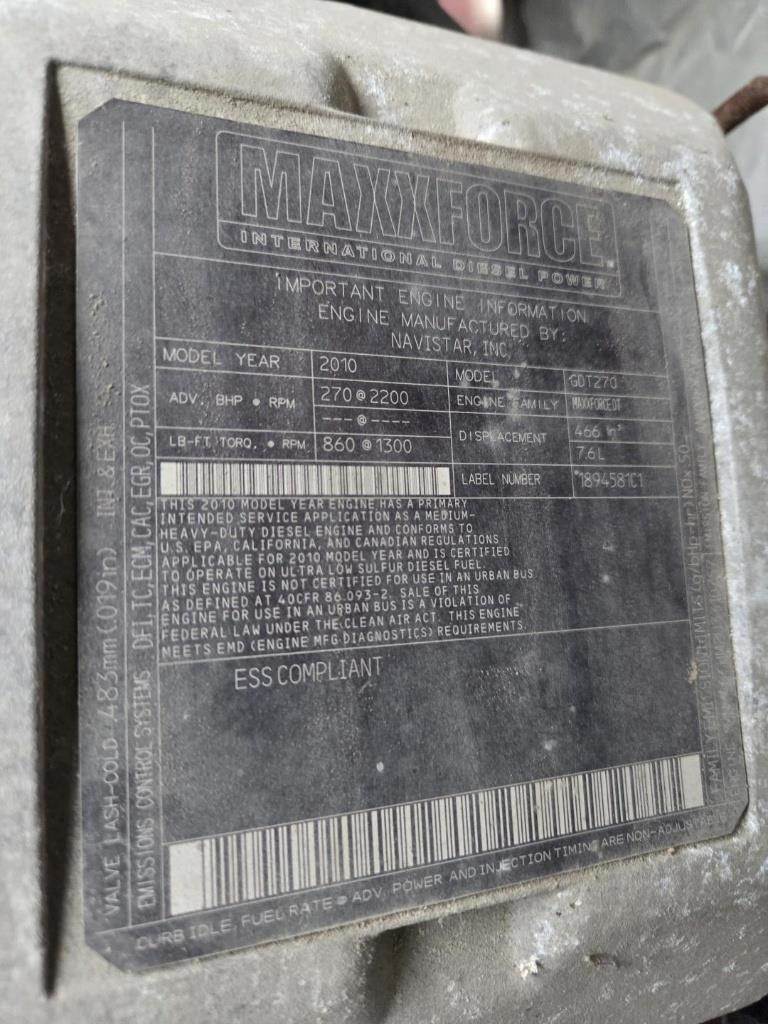 MAXXFORCE
INTERNATIONAL DIESEL POWER
IMPORTANT ENGINE INFORMATION
ENGINE MANUFACTURED BY:
NAVISTAR, INC.
MODEL YEAR 2010 MODEL GDT270
ADV. BHP • RPM 270 @ 2200 ENGINE FAMILY MAXXFORCE DT
---@----
DISPLACEMENT 466 in³
LB-FT. TORQ. • RPM 860 @ 1300 7.6L
LABEL NUMBER *1894581C1
THIS 2010 MODEL YEAR ENGINE HAS A PRIMARY
INTENDED SERVICE APPLICATION AS A MEDIUM-
HEAVY-DUTY DIESEL ENGINE AND CONFORMS TO
U.S. EPA, CALIFORNIA, AND CANADIAN REGULATIONS
APPLICABLE FOR 2010 MODEL YEAR AND IS CERTIFIED
TO OPERATE ON ULTRA LOW SULFUR DIESEL FUEL.
THIS ENGINE IS NOT CERTIFIED FOR USE IN AN URBAN BUS
AS DEFINED AT 40CFR 86.093-2. SALE OF THIS
ENGINE FOR USE IN AN URBAN BUS IS A VIOLATION OF
FEDERAL LAW UNDER THE CLEAN AIR ACT. THIS ENGINE
MEETS EMD (ENGINE MFG DIAGNOSTICS) REQUIREMENTS.
ESS COMPLIANT
CURB IDLE, FUEL RATE @ ADV. POWER AND INJECTION TIMING ARE NON-ADJUSTABLE
VALVE LASH-COLD .483mm (.019in) INT & EXH
EMISSIONS CONTROL SYSTEMS: DFI,TC,ECM,CAC,EGR,OC,PTOX